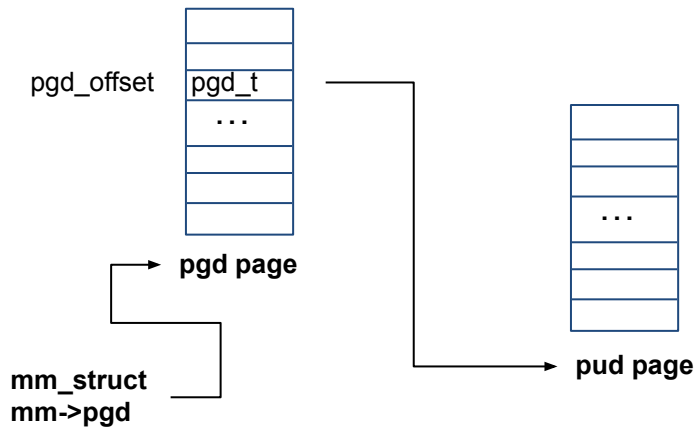 pgd_offset pgd_t
...
...
pgd page
pud page
mm_struct
mm->pgd